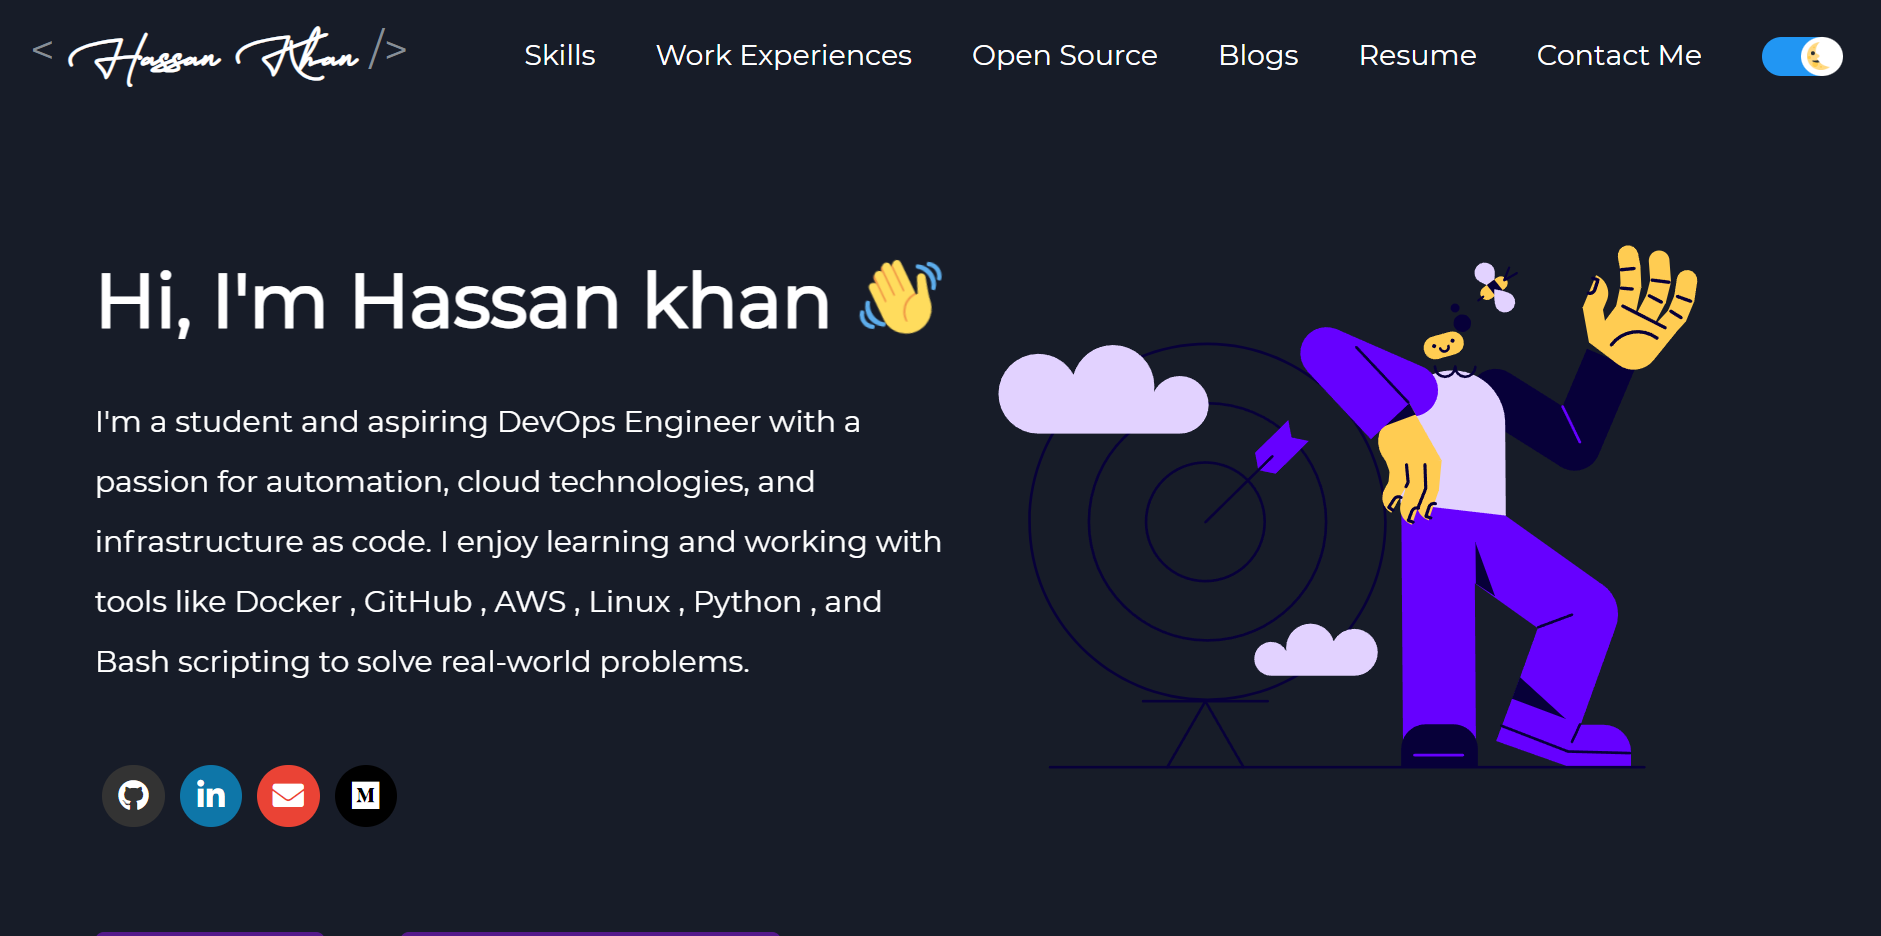 < Hassan Khan />
Skills
Work Experiences
Open Source
Blogs
Resume
Contact Me
Hi, I'm Hassan khan 👋
I'm a student and aspiring DevOps Engineer with a
passion for automation, cloud technologies, and
infrastructure as code. I enjoy learning and working with
tools like Docker , GitHub , AWS , Linux , Python , and
Bash scripting to solve real-world problems.
in
M